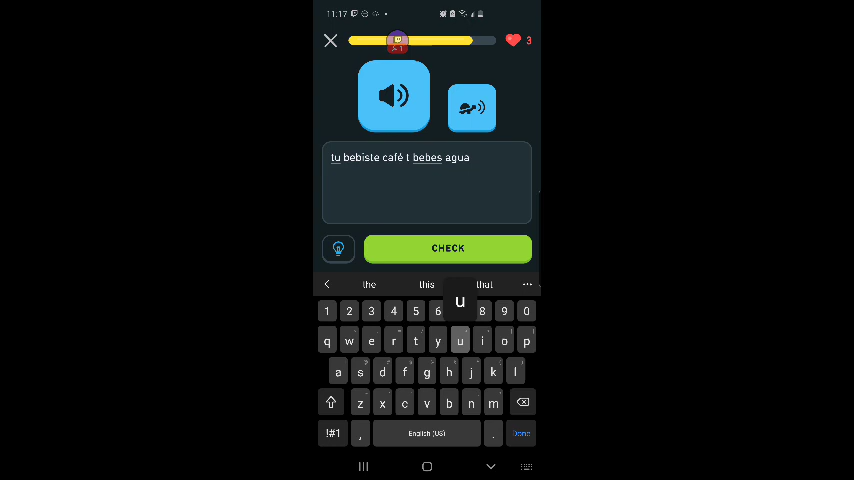 11:17
3
tu bebiste café t bebes agua
CHECK
the this that
u
1 2 3 4 5 6 8 9 0
q w e r t y u i o p
a s d f g h j k l
z x c v b n m
!#1 , English (US) . Done